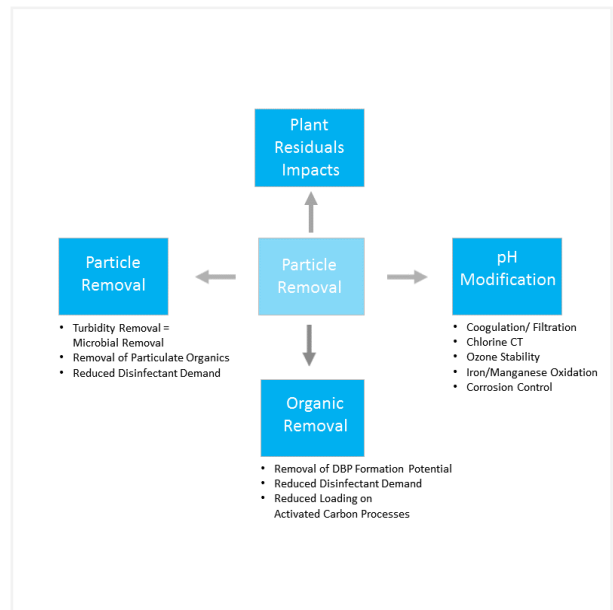 Plant
Residuals
Impacts
Particle
Removal
• Turbidity Removal =
Microbial Removal
• Removal of Particulate Organics
• Reduced Disinfectant Demand
Particle
Removal
pH
Modification
• Coogulation/ Filtration
• Chlorine CT
• Ozone Stability
• Iron/Manganese Oxidation
• Corrosion Control
Organic
Removal
• Removal of DBP Formation Potential
• Reduced Disinfectant Demand
• Reduced Loading on
Activated Carbon Processes